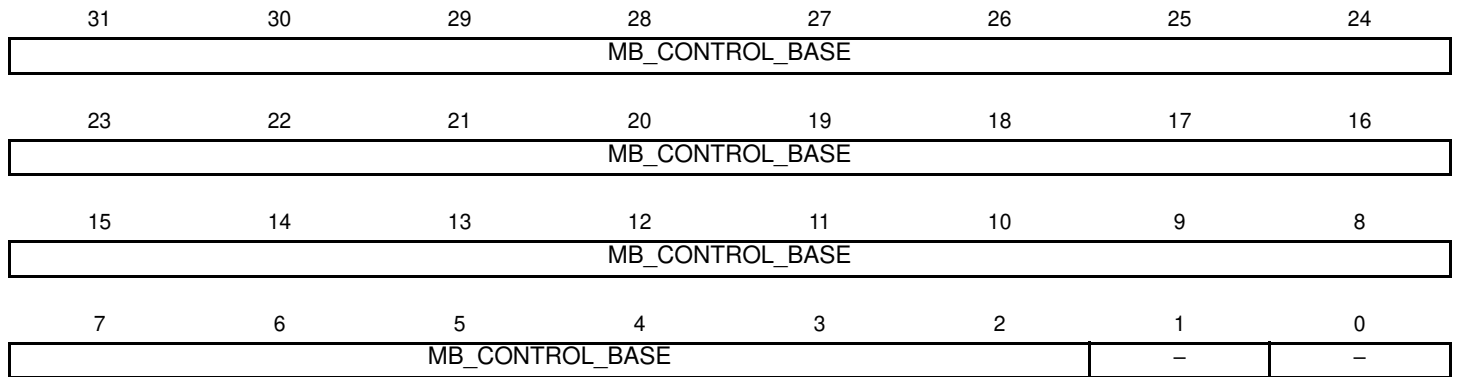 31 30 29 28 27 26 25 24
MB_CONTROL_BASE
23 22 21 20 19 18 17 16
MB_CONTROL_BASE
15 14 13 12 11 10 9 8
MB_CONTROL_BASE
7 6 5 4 3 2 1 0
MB_CONTROL_BASE – –